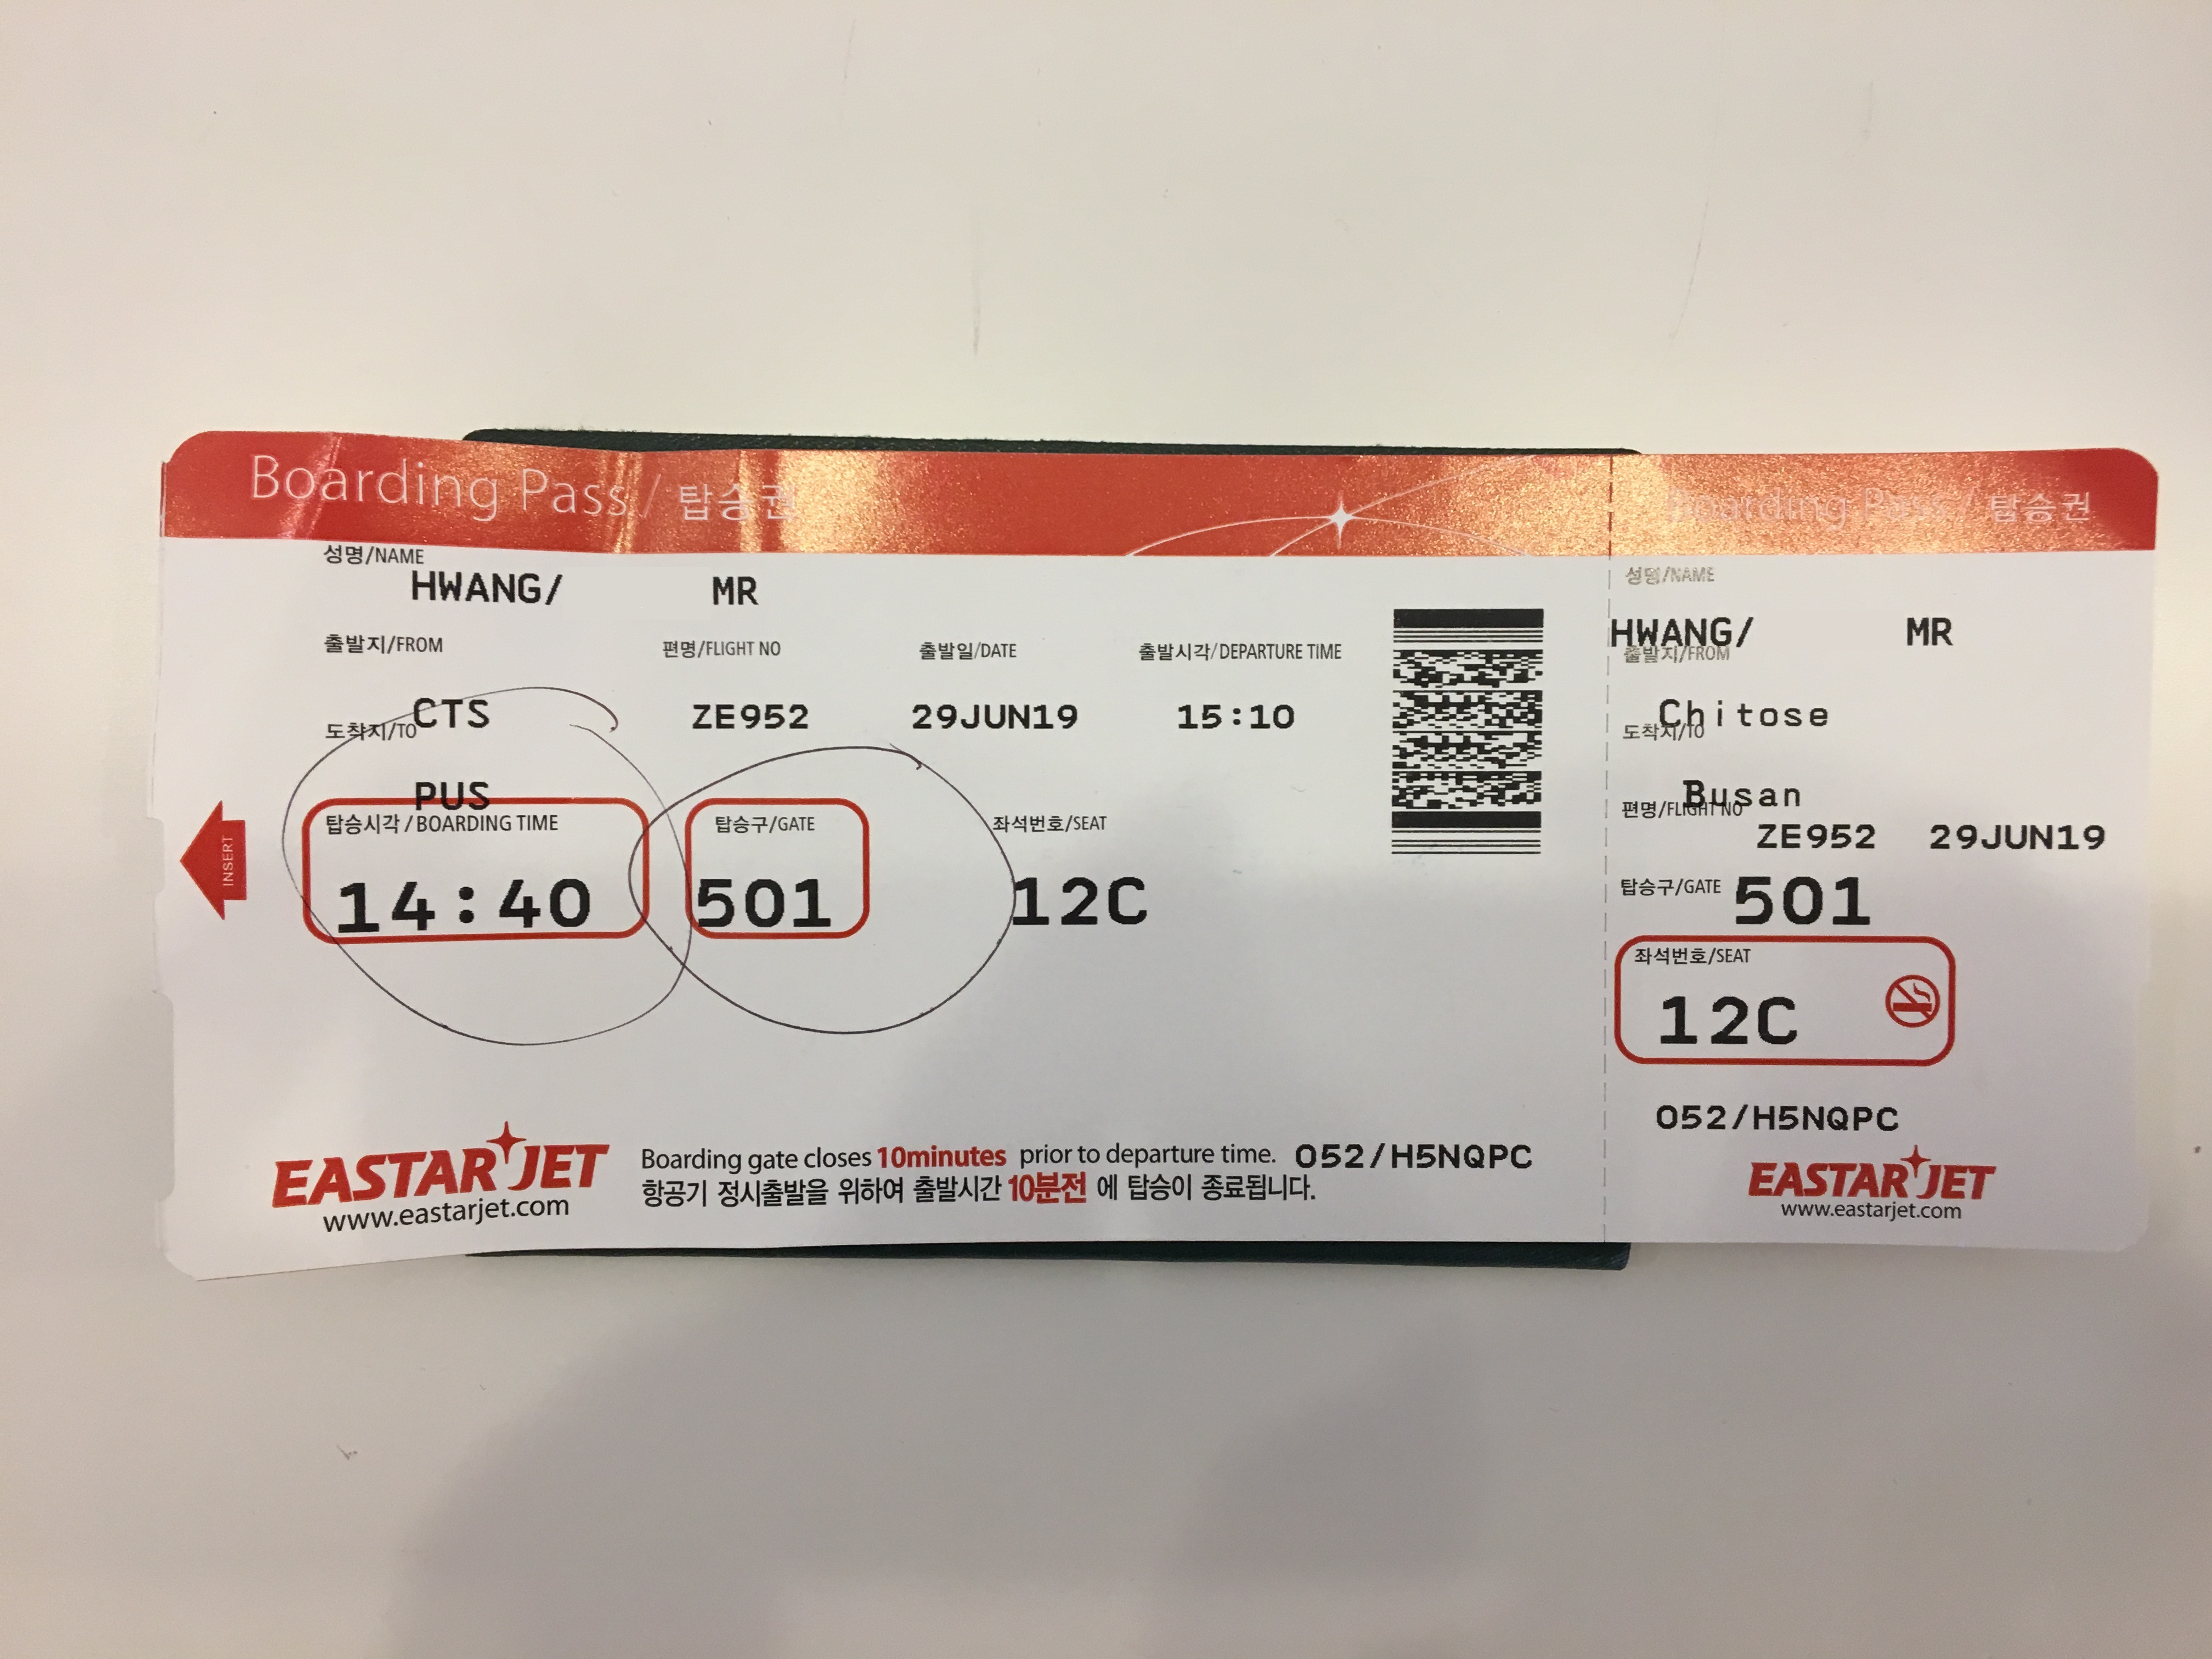 Boarding Pass / 탑승권
성명/NAME
HWANG/ MR
출발지/FROM 편명/FLIGHT NO 출발일/DATE 출발시각/DEPARTURE TIME
CTS ZE952 29JUN19 15:10
도착지/TO
PUS
탑승시각 / BOARDING TIME 탑승구/GATE 좌석번호/SEAT
14:40 501 12C
INSERT
EASTAR JET
www.eastarjet.com
Boarding gate closes 10minutes prior to departure time. 052/H5NQPC
항공기 정시출발을 위하여 출발시간 10분전 에 탑승이 종료됩니다.
Boarding Pass / 탑승권
성명/NAME
HWANG/ MR
출발지/FROM
Chitose
도착지/TO
Busan
편명/FLIGHT NO
ZE952 29JUN19
탑승구/GATE 501
좌석번호/SEAT
12C
052/H5NQPC
EASTAR JET
www.eastarjet.com